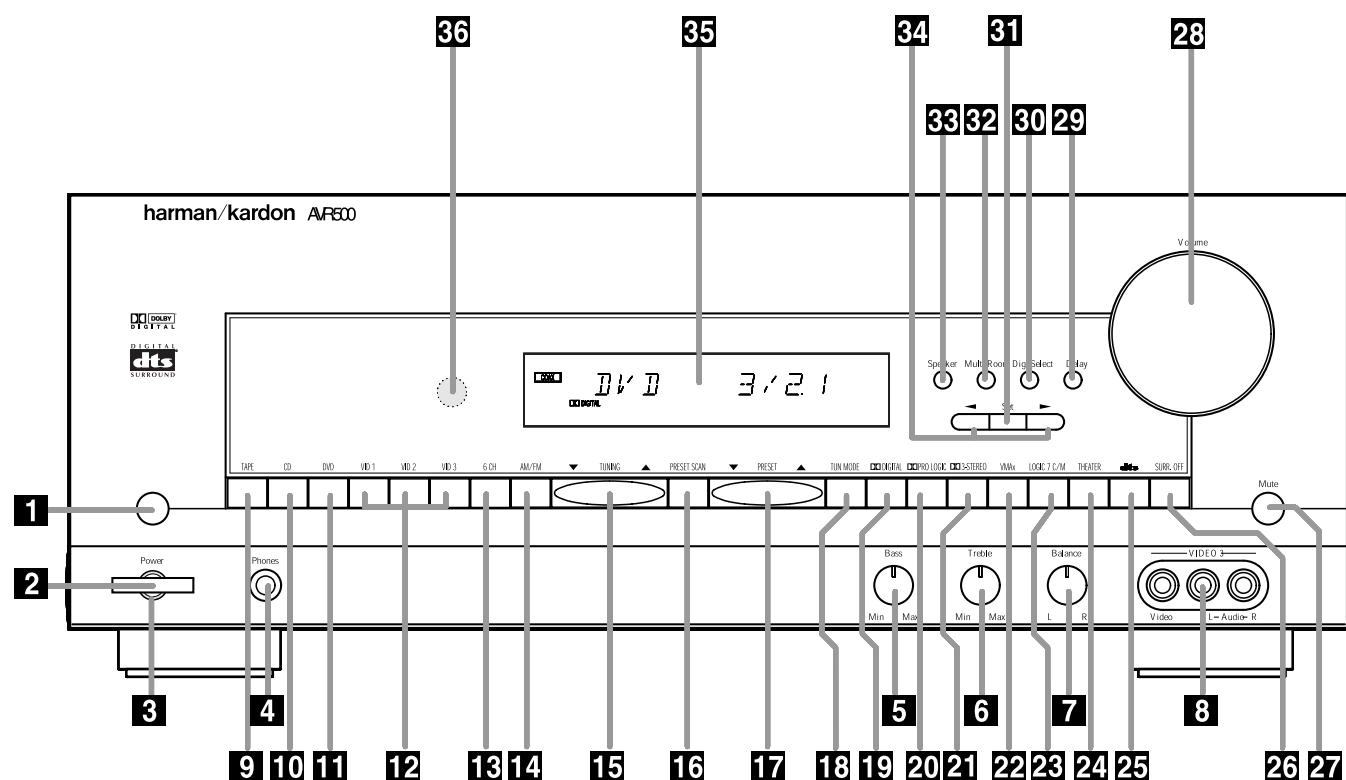 36 35 34 31 28
33 32 30 29
harman/kardon AVR500
Volume
DOLBY
DIGITAL
DIGITAL
dts
SURROUND
Speaker Multi Room Digi. Select Delay
DVD 3/2.1
DIGITAL
◄ Set ►
TAPE CD DVD VID 1 VID 2 VID 3 6 CH AM/FM ▼ TUNING ▲ PRESET SCAN ▼ PRESET ▲ TUN MODE DIGITAL PRO LOGIC 3-STEREO VMAx LOGIC 7 C/M THEATER dts SURR. OFF
1
Mute
Power Phones Bass Treble Balance VIDEO 3
2
Min Max Min Max L R Video L–Audio–R
3 4 5 6 7 8
9 10 11 12 13 14 15 16 17 18 19 20 21 22 23 24 25 26 27